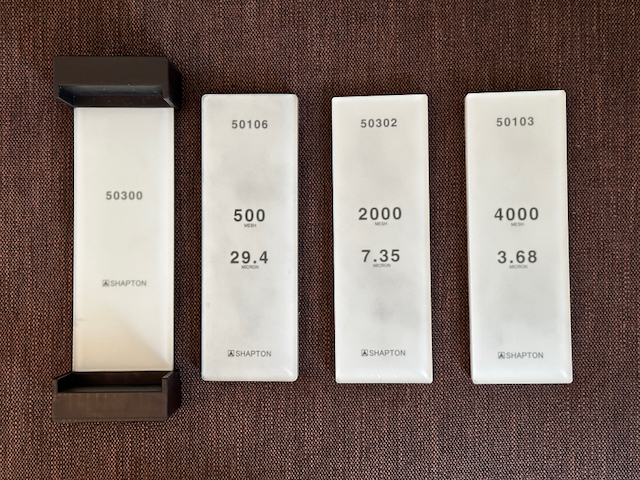 50300
SHAPTON
50106
500
MESH
29.4
MICRON
SHAPTON
50302
2000
MESH
7.35
MICRON
SHAPTON
50103
4000
MESH
3.68
MICRON
SHAPTON